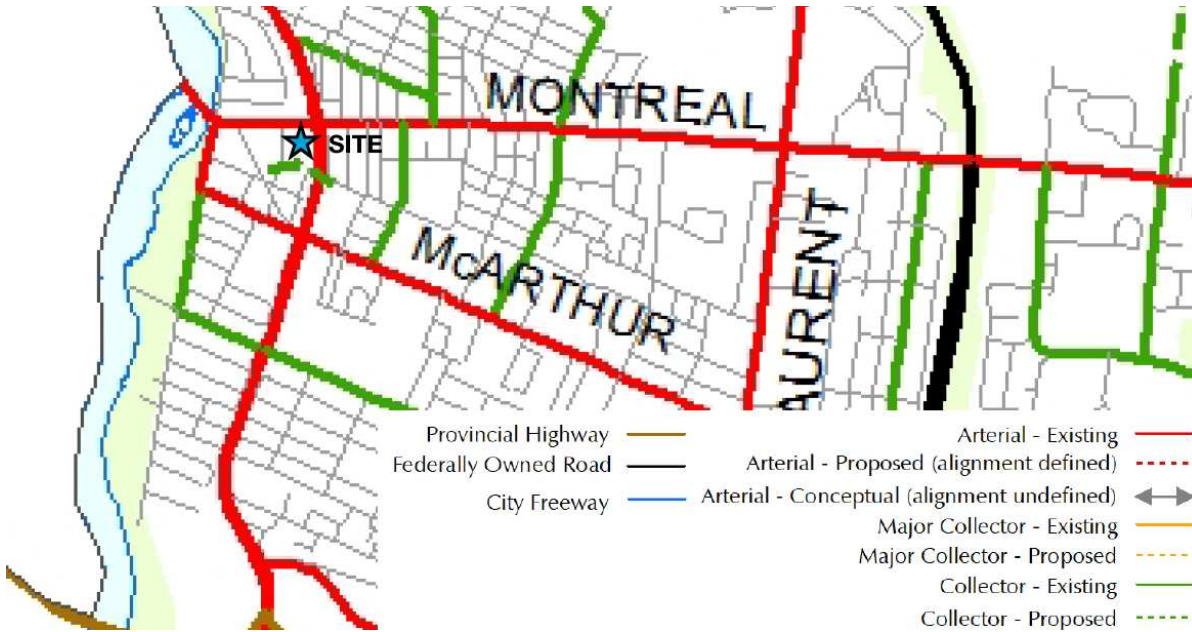 MONTREAL
SITE
McARTHUR
AURENT
Provincial Highway
Federally Owned Road
City Freeway
Arterial - Existing
Arterial - Proposed (alignment defined)
Arterial - Conceptual (alignment undefined)
Major Collector - Existing
Major Collector - Proposed
Collector - Existing
Collector - Proposed